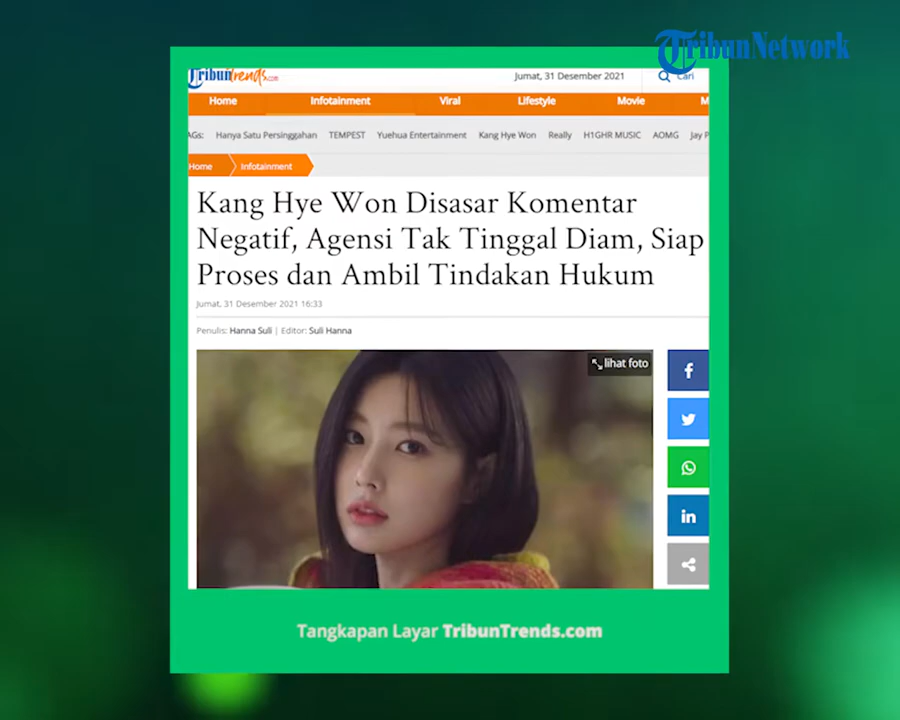 TribunNetwork
Tribuntrends.com
Jumat, 31 Desember 2021
Cari
Home Infotainment Viral Lifestyle Movie M
AGs: Hanya Satu Persinggahan TEMPEST Yuehua Entertainment Kang Hye Won Really H1GHR MUSIC AOMG Jay P
Home Infotainment
Kang Hye Won Disasar Komentar
Negatif, Agensi Tak Tinggal Diam, Siap
Proses dan Ambil Tindakan Hukum
Jumat, 31 Desember 2021 16:33
Penulis: Hanna Suli | Editor: Suli Hanna
lihat foto
Tangkapan Layar TribunTrends.com